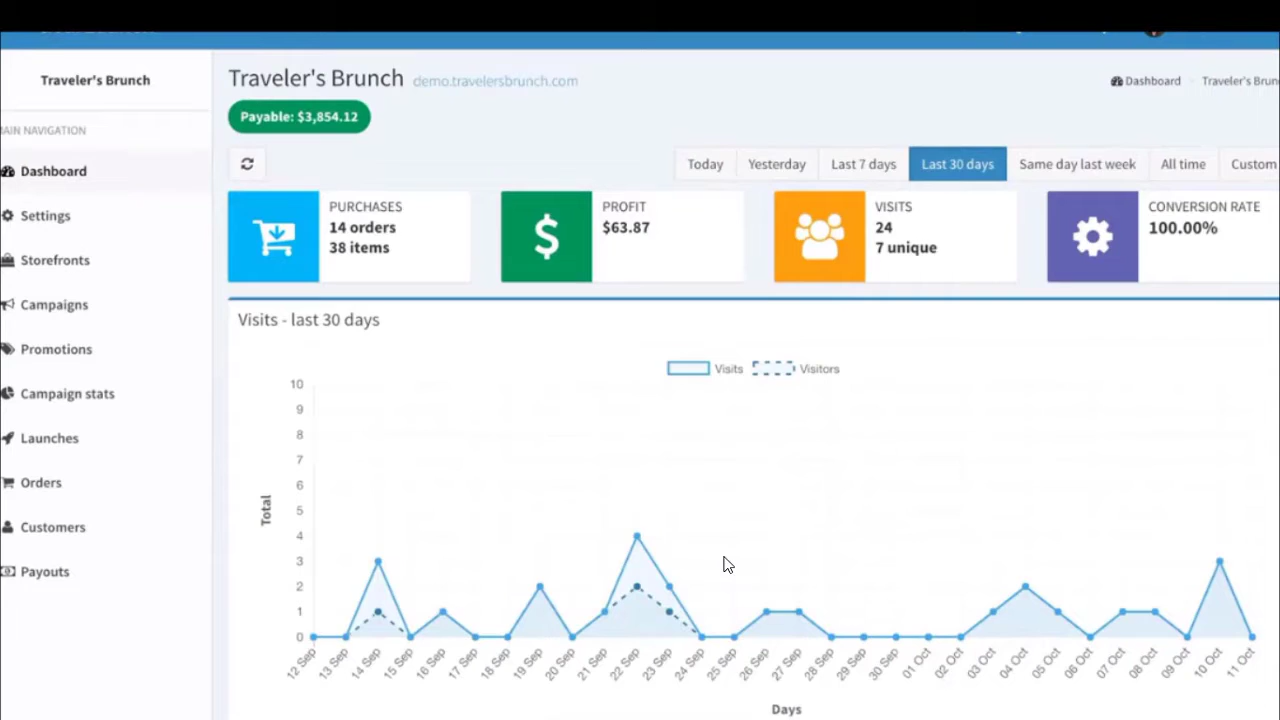 Traveler's Brunch
Traveler's Brunch demo.travelersbrunch.com
Dashboard
Payable: $3,854.12
MAIN NAVIGATION
Dashboard
Settings
Storefronts
Campaigns
Promotions
Campaign stats
Launches
Orders
Customers
Payouts
Today Yesterday Last 7 days Last 30 days Same day last week All time Custom
PURCHASES
14 orders
38 items
PROFIT
$63.87
VISITS
24
7 unique
CONVERSION RATE
100.00%
Visits - last 30 days
Visits Visitors
10
9
8
7
6
5
4
3
2
1
0
Total
12 Sep 13 Sep 14 Sep 15 Sep 16 Sep 17 Sep 18 Sep 19 Sep 20 Sep 21 Sep 22 Sep 23 Sep 24 Sep 25 Sep 26 Sep 27 Sep 28 Sep 29 Sep 30 Sep 01 Oct 02 Oct 03 Oct 04 Oct 05 Oct 06 Oct 07 Oct 08 Oct 09 Oct 10 Oct 11 Oct
Days